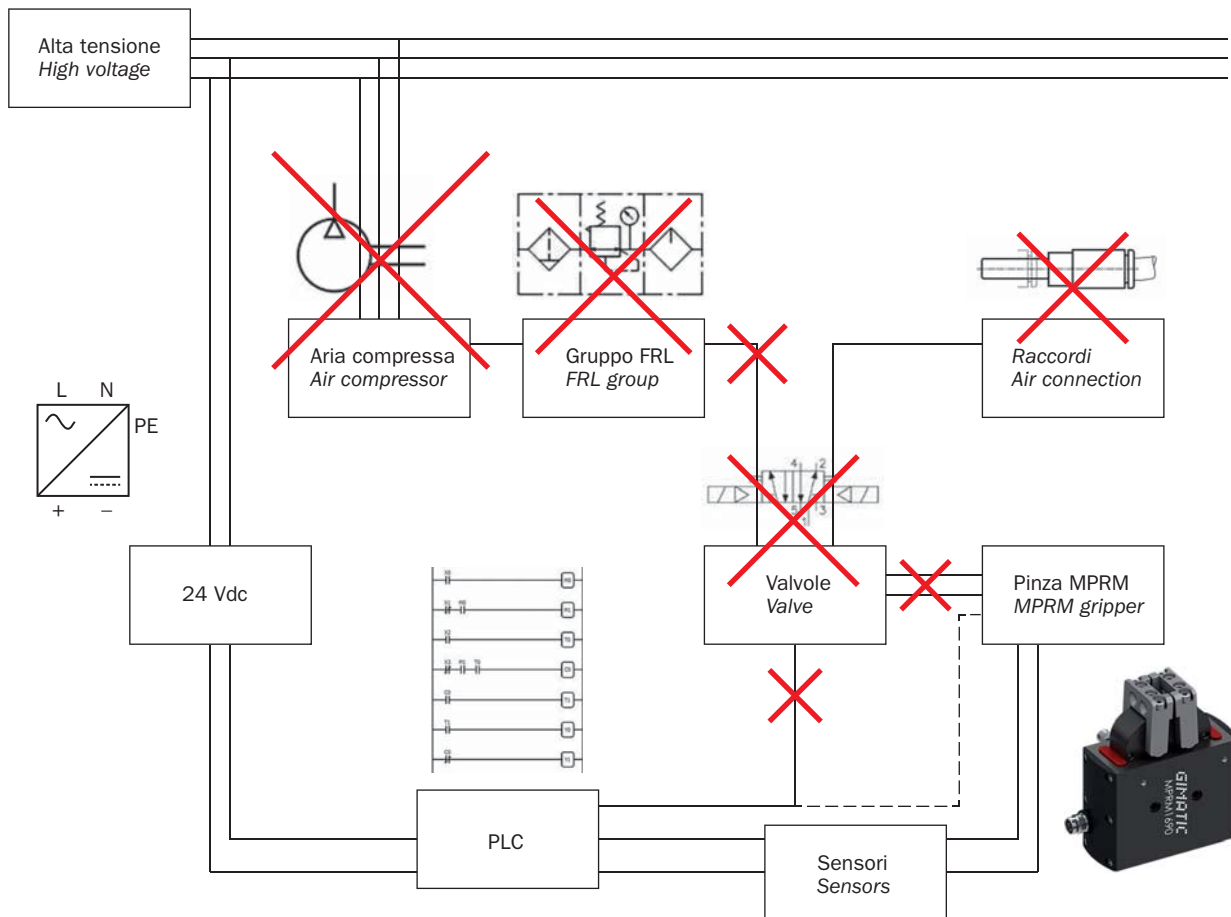 Alta tensione
High voltage
Aria compressa
Air compressor
Gruppo FRL
FRL group
Raccordi
Air connection
L N
PE
+ −
4 2
5 3
1
24 Vdc
Valvole
Valve
Pinza MPRM
MPRM gripper
PLC
Sensori
Sensors
GIMATIC
MPRM1690